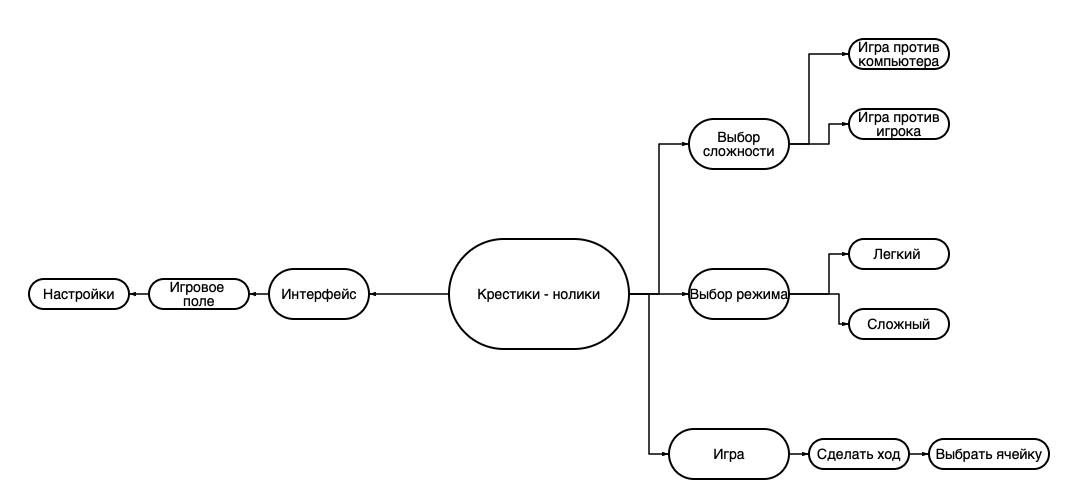 Игра против
компьютера
Игра против
игрока
Выбор
сложности
Легкий
Сложный
Выбор режима
Крестики - нолики
Интерфейс
Игровое
поле
Настройки
Игра
Сделать ход
Выбрать ячейку